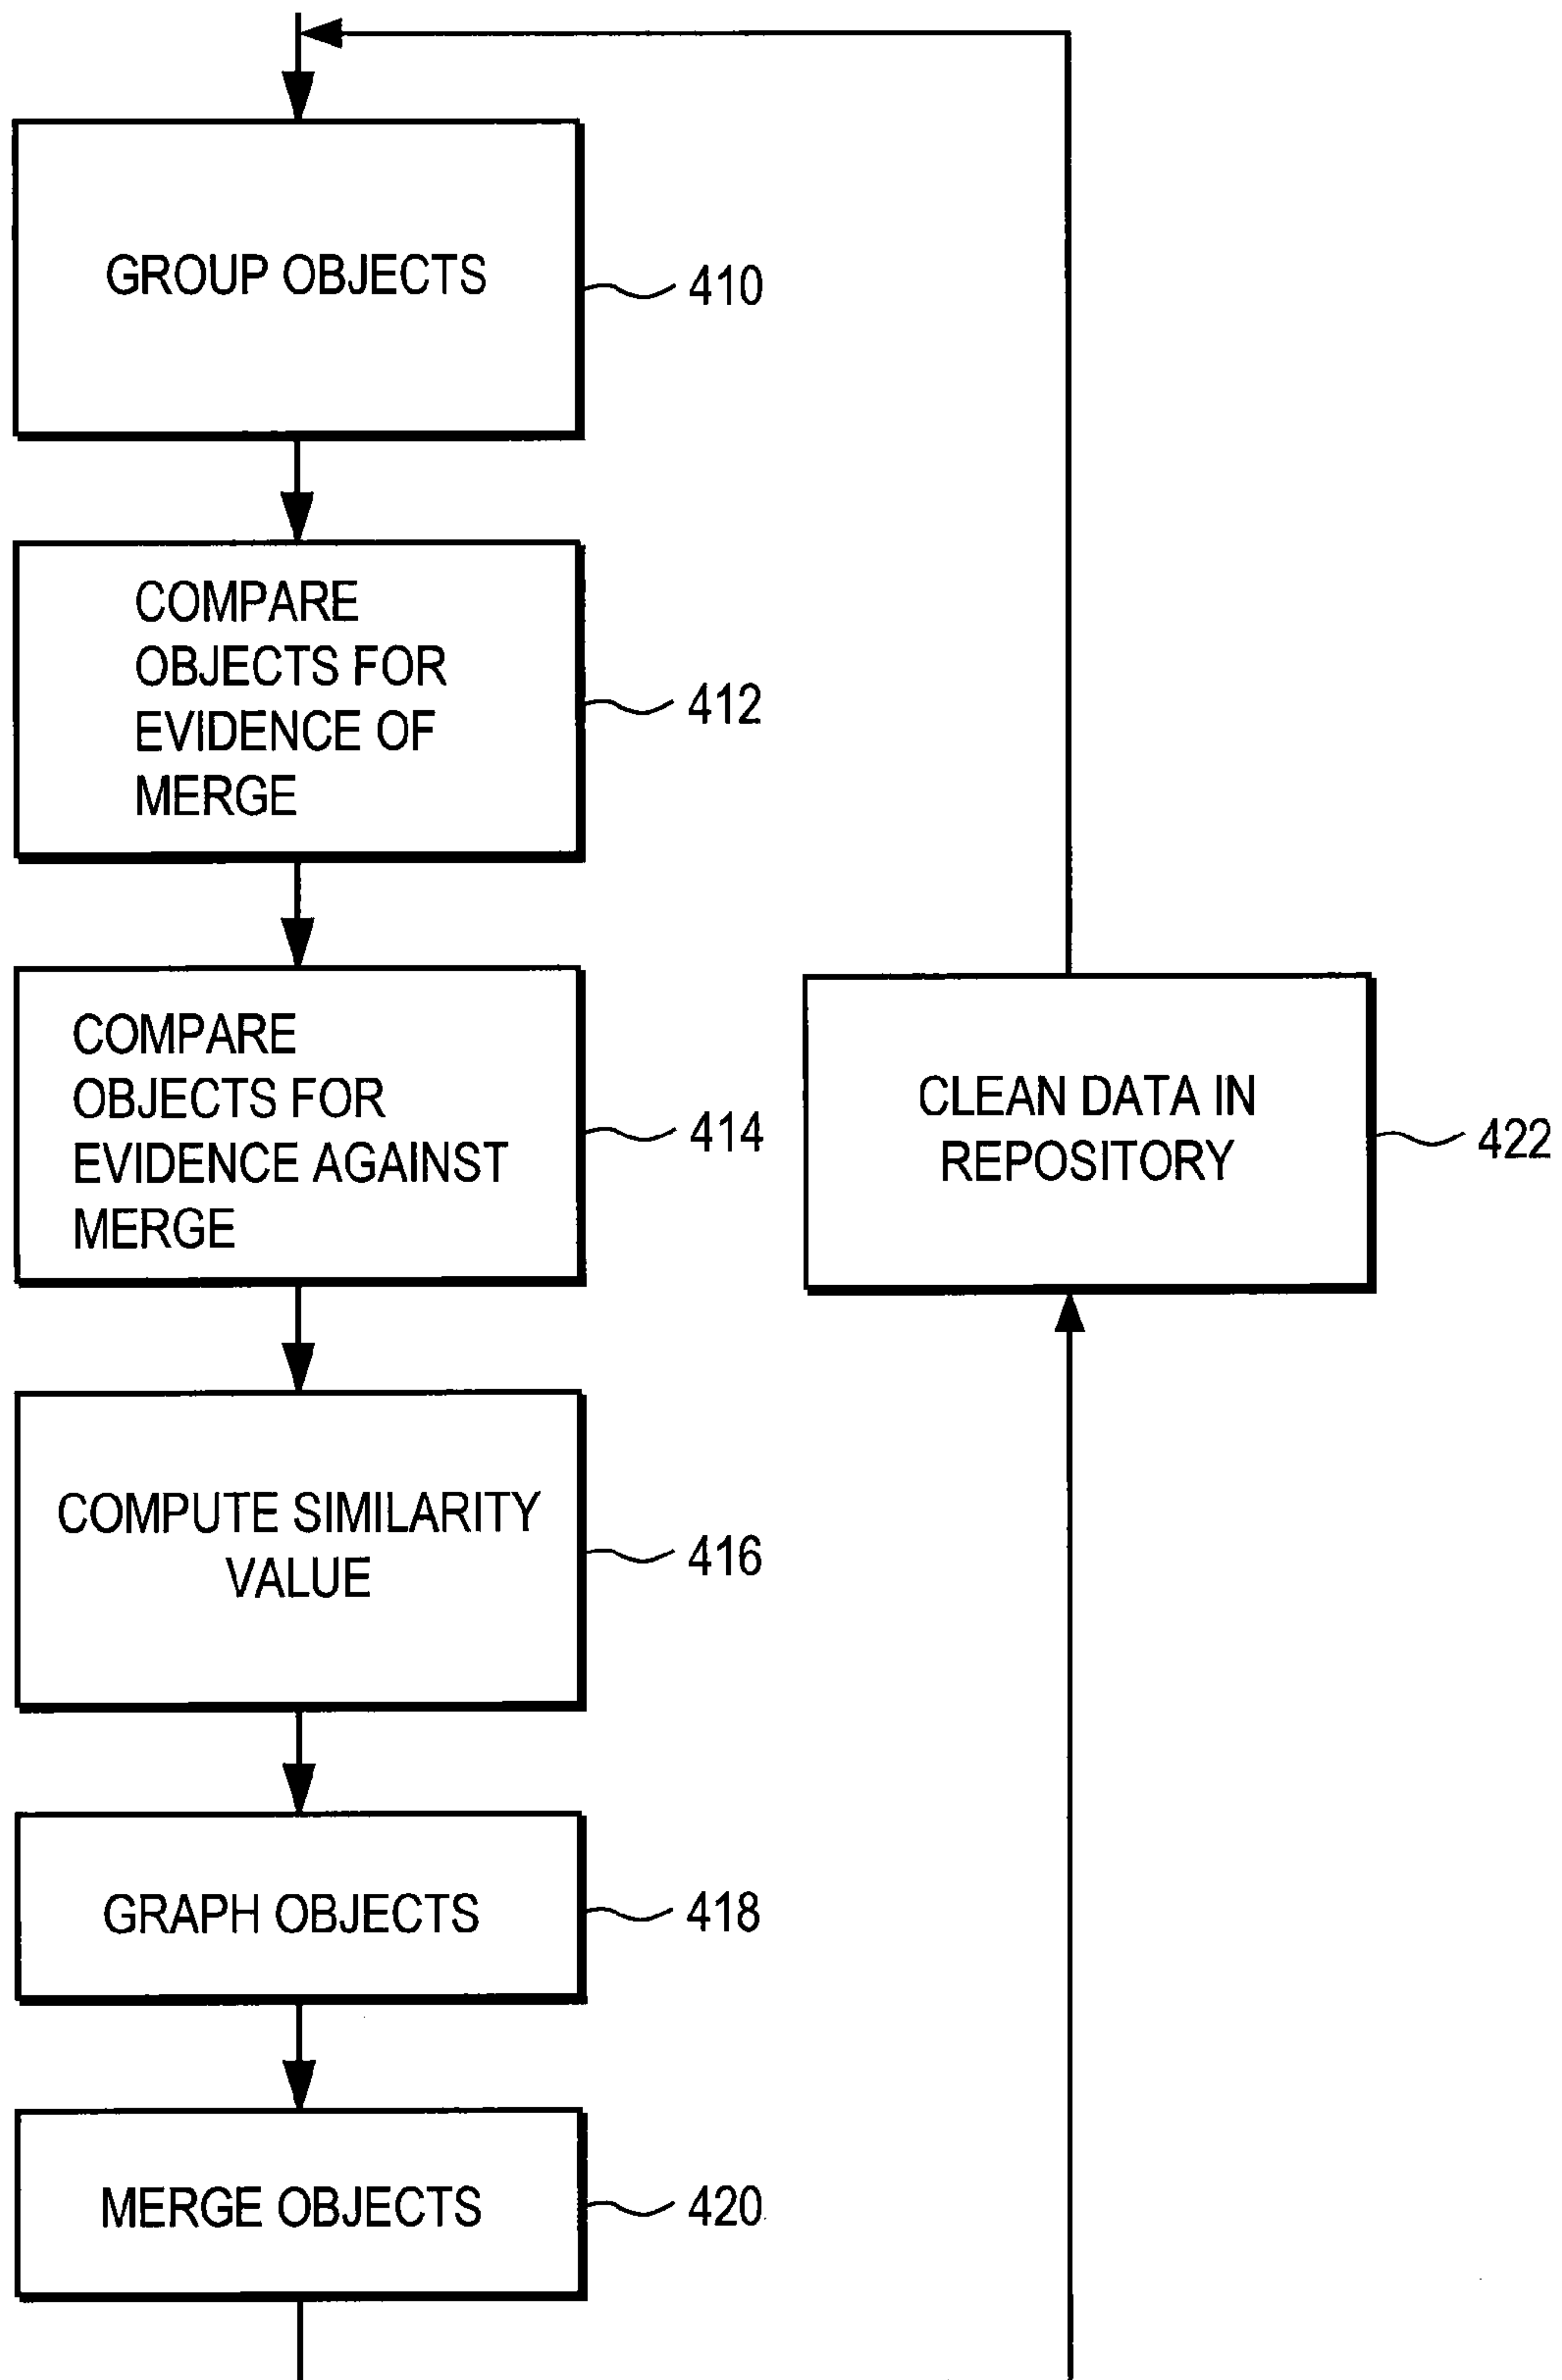 GROUP OBJECTS
410
COMPARE
OBJECTS FOR
EVIDENCE OF
MERGE
412
COMPARE
OBJECTS FOR
EVIDENCE AGAINST
MERGE
414
CLEAN DATA IN
REPOSITORY
422
COMPUTE SIMILARITY
VALUE
416
GRAPH OBJECTS
418
MERGE OBJECTS
420